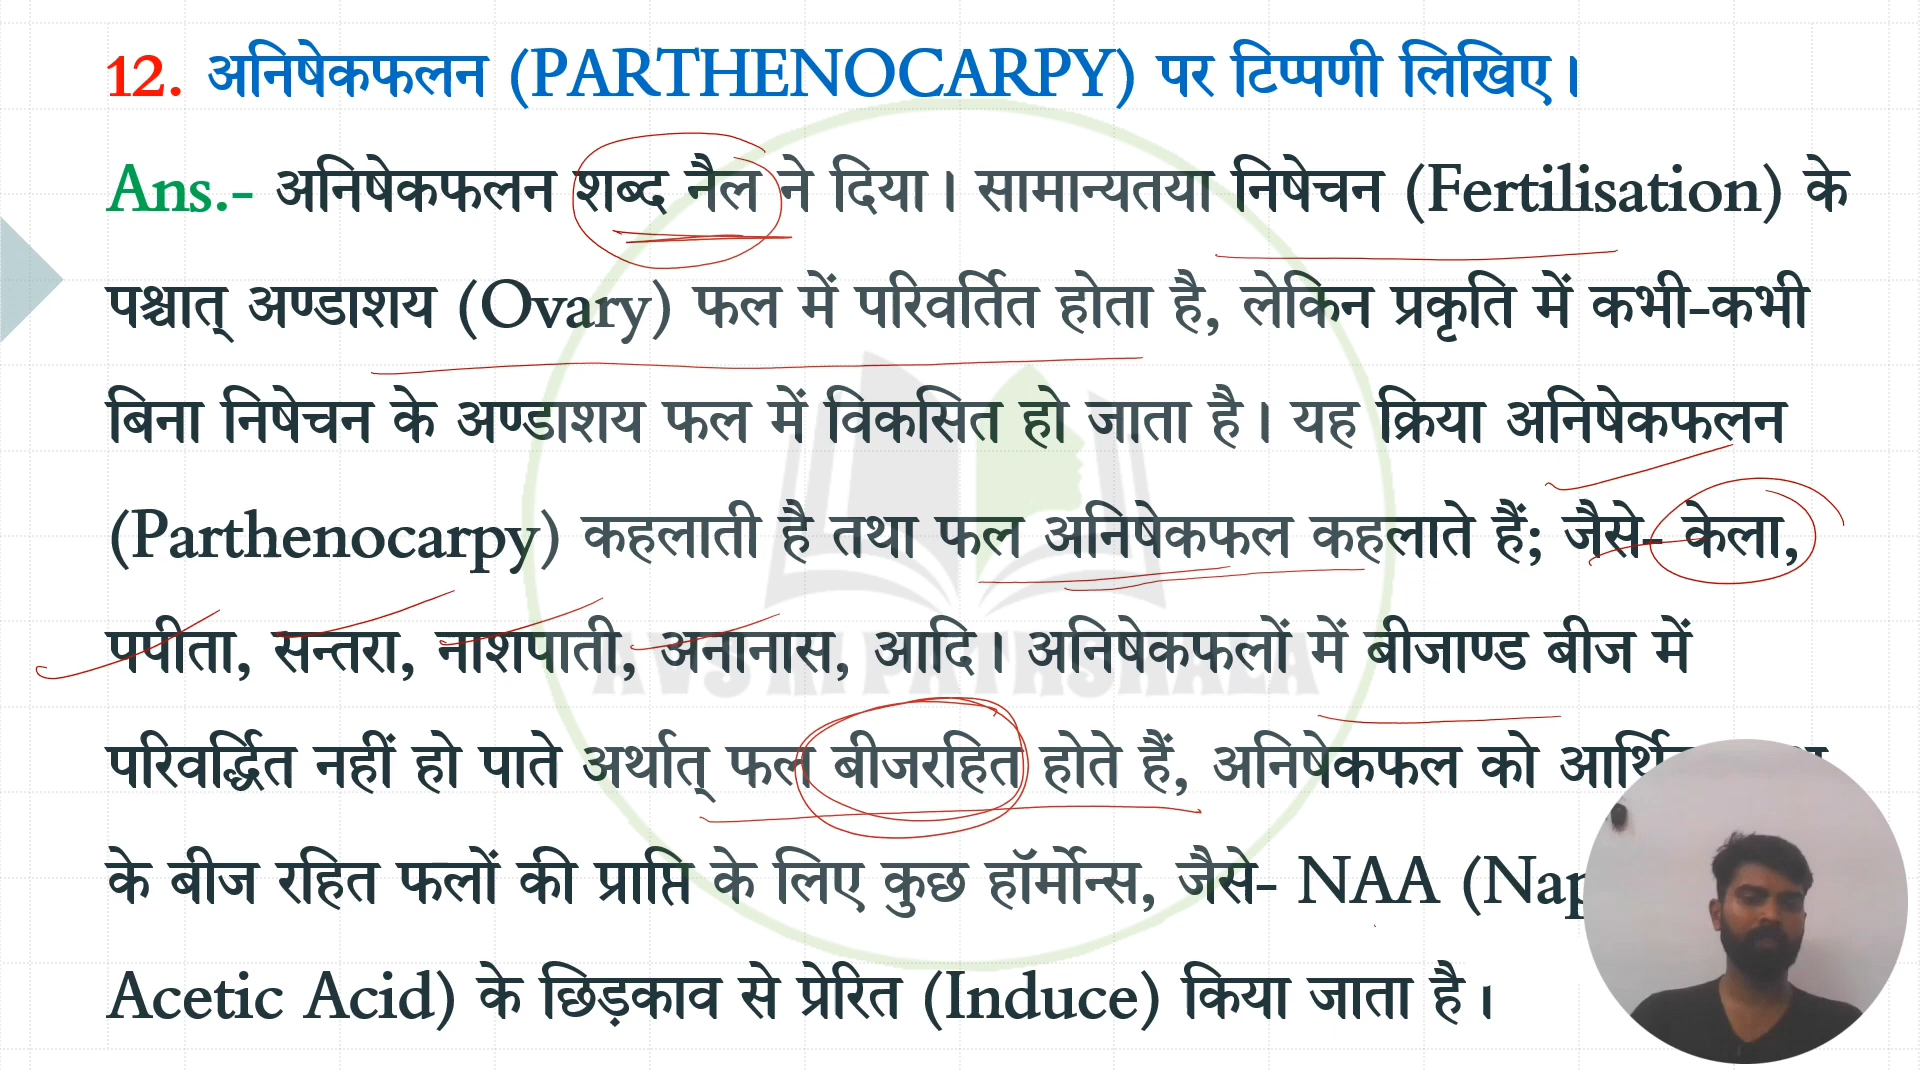 12. अनिषेकफलन (PARTHENOCARPY) पर टिप्पणी लिखिए।
Ans.- अनिषेकफलन शब्द नैल ने दिया। सामान्यतया निषेचन (Fertilisation) के
पश्चात् अण्डाशय (Ovary) फल में परिवर्तित होता है, लेकिन प्रकृति में कभी-कभी
बिना निषेचन के अण्डाशय फल में विकसित हो जाता है। यह क्रिया अनिषेकफलन
(Parthenocarpy) कहलाती है तथा फल अनिषेकफल कहलाते हैं; जैसे- केला,
पपीता, सन्तरा, नाशपाती, अनानास, आदि। अनिषेकफलों में बीजाण्ड बीज में
परिवर्द्धित नहीं हो पाते अर्थात् फल बीजरहित होते हैं, अनिषेकफल को
के बीज रहित फलों की प्राप्ति के लिए कुछ हॉर्मोन्स, जैसे- NAA
Acetic Acid) के छिड़काव से प्रेरित (Induce) किया जाता है।